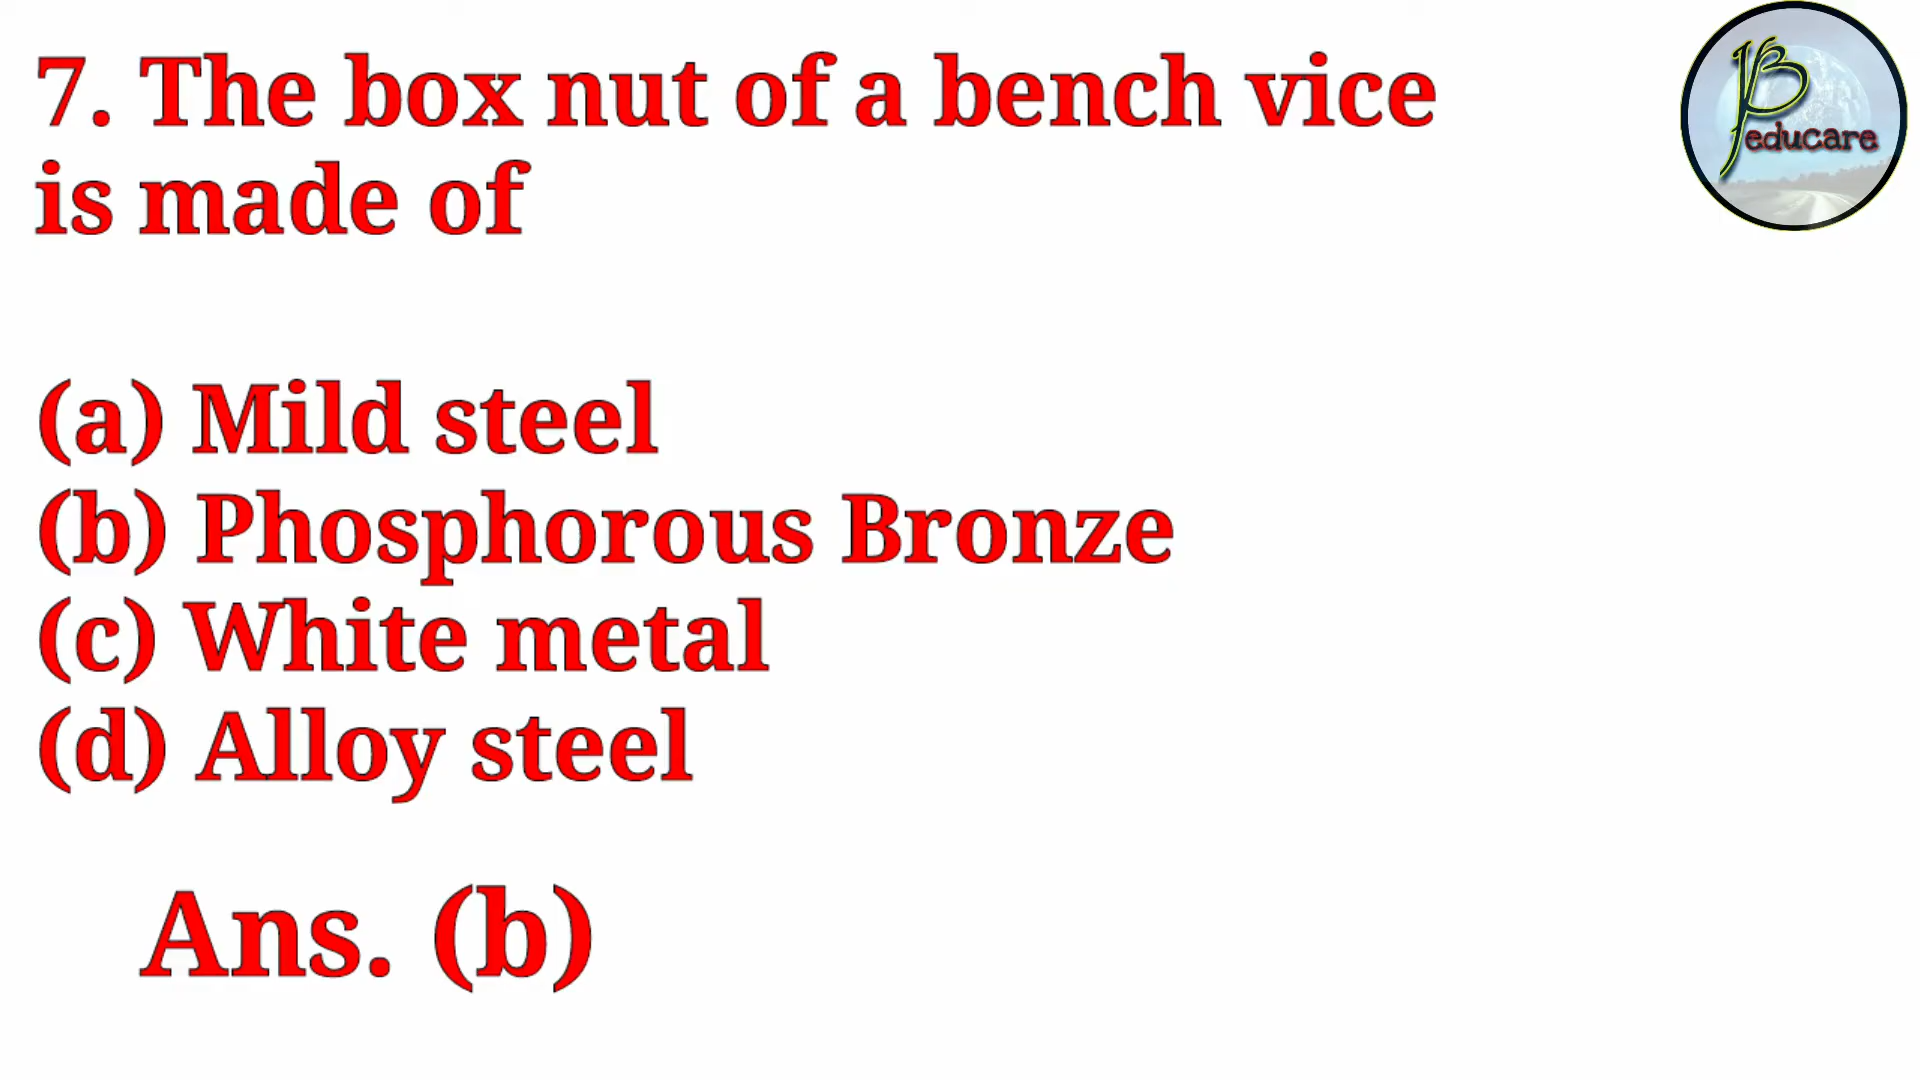 7. The box nut of a bench vice
is made of
(a) Mild steel
(b) Phosphorous Bronze
(c) White metal
(d) Alloy steel
Ans. (b)
educare